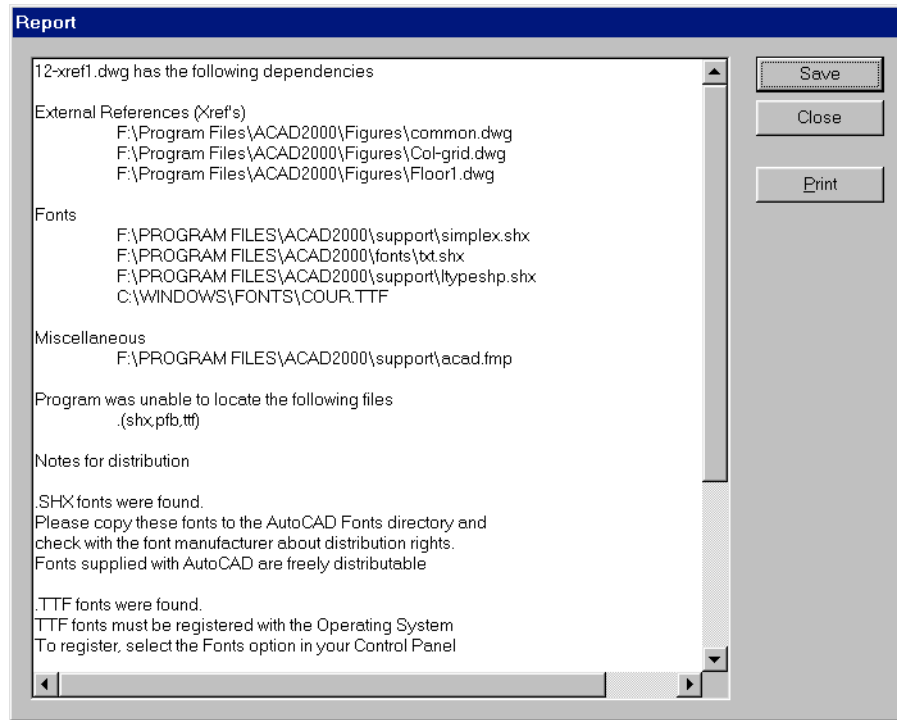 Report
12-xref1.dwg has the following dependencies
External References (Xref's)
F:\Program Files\ACAD2000\Figures\common.dwg
F:\Program Files\ACAD2000\Figures\Col-grid.dwg
F:\Program Files\ACAD2000\Figures\Floor1.dwg
Fonts
F:\PROGRAM FILES\ACAD2000\support\simplex.shx
F:\PROGRAM FILES\ACAD2000\fonts\txt.shx
F:\PROGRAM FILES\ACAD2000\support\ltypeshp.shx
C:\WINDOWS\FONTS\COUR.TTF
Miscellaneous
F:\PROGRAM FILES\ACAD2000\support\acad.fmp
Program was unable to locate the following files
.(shx,pfb,ttf)
Notes for distribution
.SHX fonts were found.
Please copy these fonts to the AutoCAD Fonts directory and
check with the font manufacturer about distribution rights.
Fonts supplied with AutoCAD are freely distributable
.TTF fonts were found.
TTF fonts must be registered with the Operating System
To register, select the Fonts option in your Control Panel
Save
Close
Print